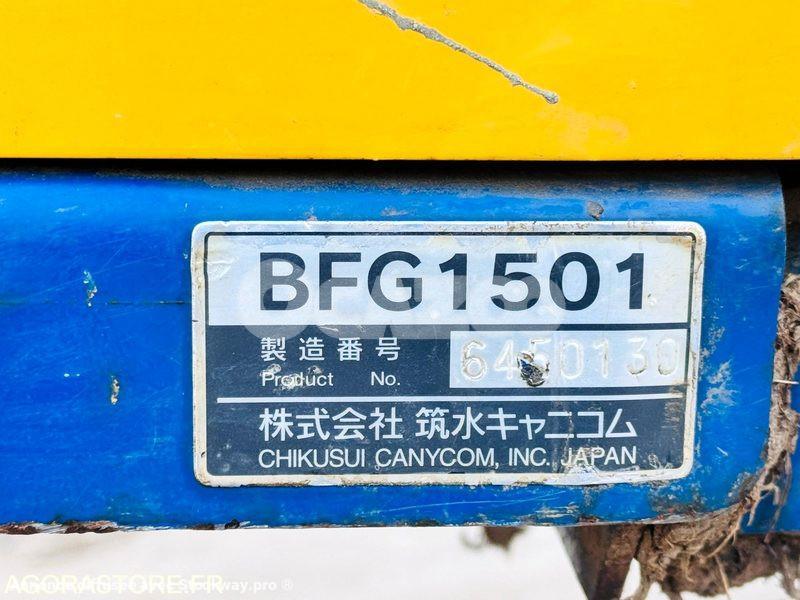 BFG1501
製造番号
Product No. 6450130
株式会社 筑水キャニコム
CHIKUSUI CANYCOM, INC. JAPAN
AGORASTORE.FR